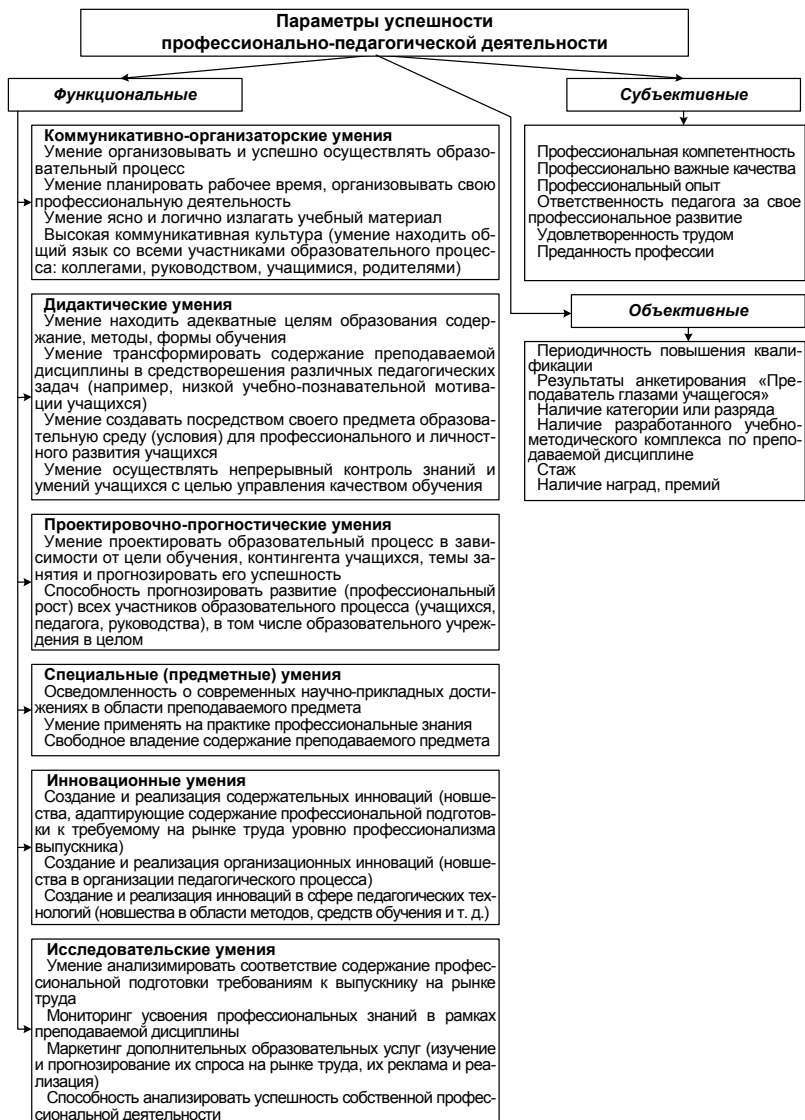 Параметры успешности
профессионально-педагогической деятельности
Функциональные
Коммуникативно-организаторские умения
Умение организовывать и успешно осуществлять образо-
вательный процесс
Умение планировать рабочее время, организовывать свою
профессиональную деятельность
Умение ясно и логично излагать учебный материал
Высокая коммуникативная культура (умение находить об-
щий язык со всеми участниками образовательного процес-
са: коллегами, руководством, учащимися, родителями)
Дидактические умения
Умение находить адекватные целям образования содер-
жание, методы, формы обучения
Умение трансформировать содержание преподаваемой
дисциплины в средстворешения различных педагогических
задач (например, низкой учебно-познавательной мотива-
ции учащихся)
Умение создавать посредством своего предмета образова-
тельную среду (условия) для профессионального и личност-
ного развития учащихся
Умение осуществлять непрерывный контроль знаний и
умений учащихся с целью управления качеством обучения
Проектировочно-прогностические умения
Умение проектировать образовательный процесс в зави-
симости от цели обучения, контингента учащихся, темы за-
нятия и прогнозировать его успешность
Способность прогнозировать развитие (профессиональный
рост) всех участников образовательного процесса (учащихся,
педагога, руководства), в том числе образовательного учреж-
дения в целом
Специальные (предметные) умения
Осведомленность о современных научно-прикладных дости-
жениях в области преподаваемого предмета
Умение применять на практике профессиональные знания
Свободное владение содержание преподаваемого предмета
Инновационные умения
Создание и реализация содержательных инноваций (новше-
ства, адаптирующие содержание профессиональной подготов-
ки к требуемому на рынке труда уровню профессионализма
выпускника)
Создание и реализация организационных инноваций (новше-
ства в организации педагогического процесса)
Создание и реализация инноваций в сфере педагогических тех-
нологий (новшества в области методов, средств обучения и т. д.)
Исследовательские умения
Умение анализимировать соответствие содержание профес-
сиональной подготовки требованиям к выпускнику на рынке
труда
Мониторинг усвоения профессиональных знаний в рамках
преподаваемой дисциплины
Маркетинг дополнительных образовательных услуг (изучение
и прогнозирование их спроса на рынке труда, их реклама и реа-
лизация)
Способность анализировать успешность собственной профес-
сиональной деятельности
Субъективные
Профессиональная компетентность
Профессионально важные качества
Профессиональный опыт
Ответственность педагога за свое
профессиональное развитие
Удовлетворенность трудом
Преданность профессии
Объективные
Периодичность повышения квали-
фикации
Результаты анкетирования «Пре-
подаватель глазами учащегося»
Наличие категории или разряда
Наличие разработанного учебно-
методического комплекса по препо-
даваемой дисциплине
Стаж
Наличие наград, премий